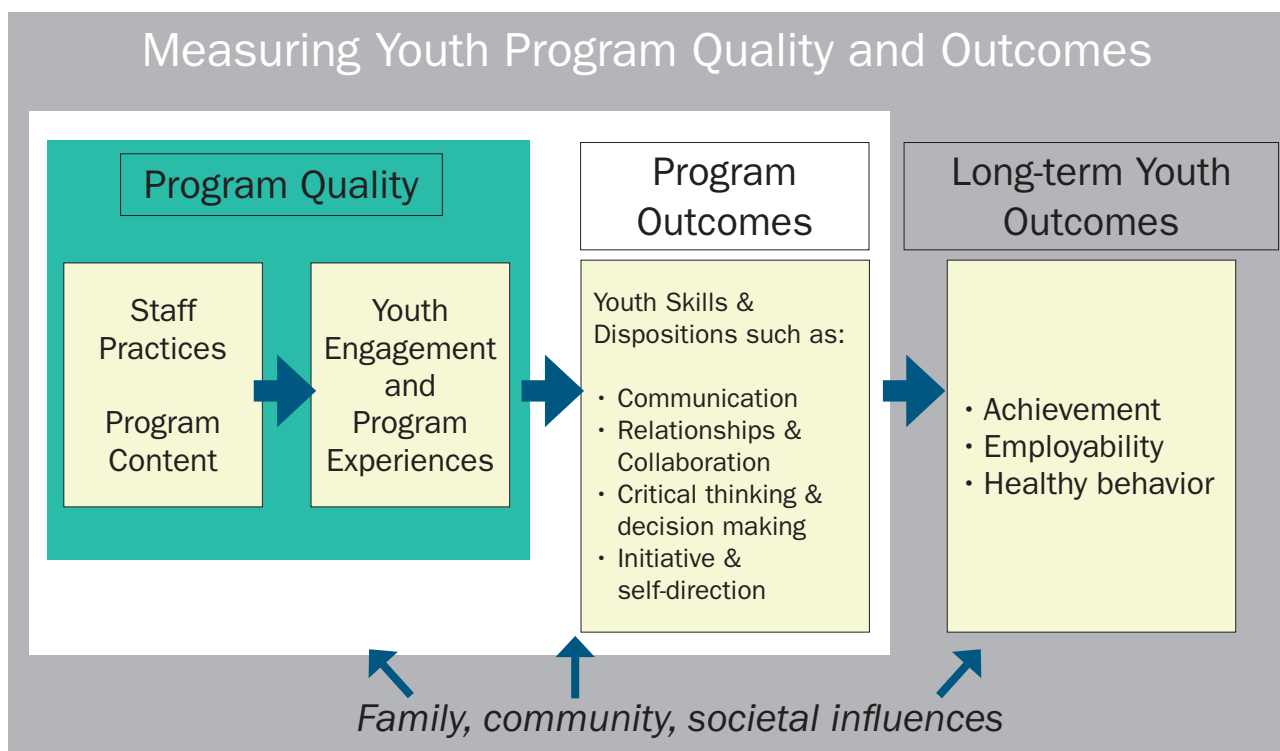 Measuring Youth Program Quality and Outcomes
Program Quality
Staff
Practices
Program
Content
Youth
Engagement
and
Program
Experiences
Program
Outcomes
Youth Skills &
Dispositions such as:
· Communication
· Relationships &
Collaboration
· Critical thinking &
decision making
· Initiative &
self-direction
Long-term Youth
Outcomes
· Achievement
· Employability
· Healthy behavior
Family, community, societal influences